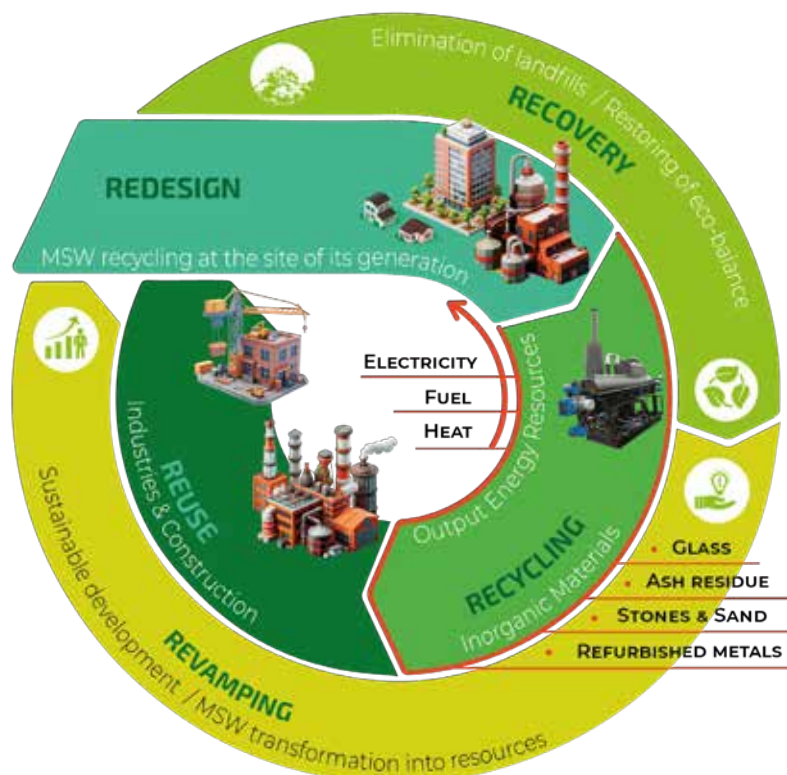 Elimination of landfills / Restoring of eco-balance
RECOVERY
REDESIGN
MSW recycling at the site of its generation
ELECTRICITY
FUEL
HEAT
Output Energy Resources
RECYCLING
Inorganic Materials
GLASS
ASH RESIDUE
STONES & SAND
REFURBISHED METALS
REUSE
Industries & Construction
REVAMPING
Sustainable development / MSW transformation into resources